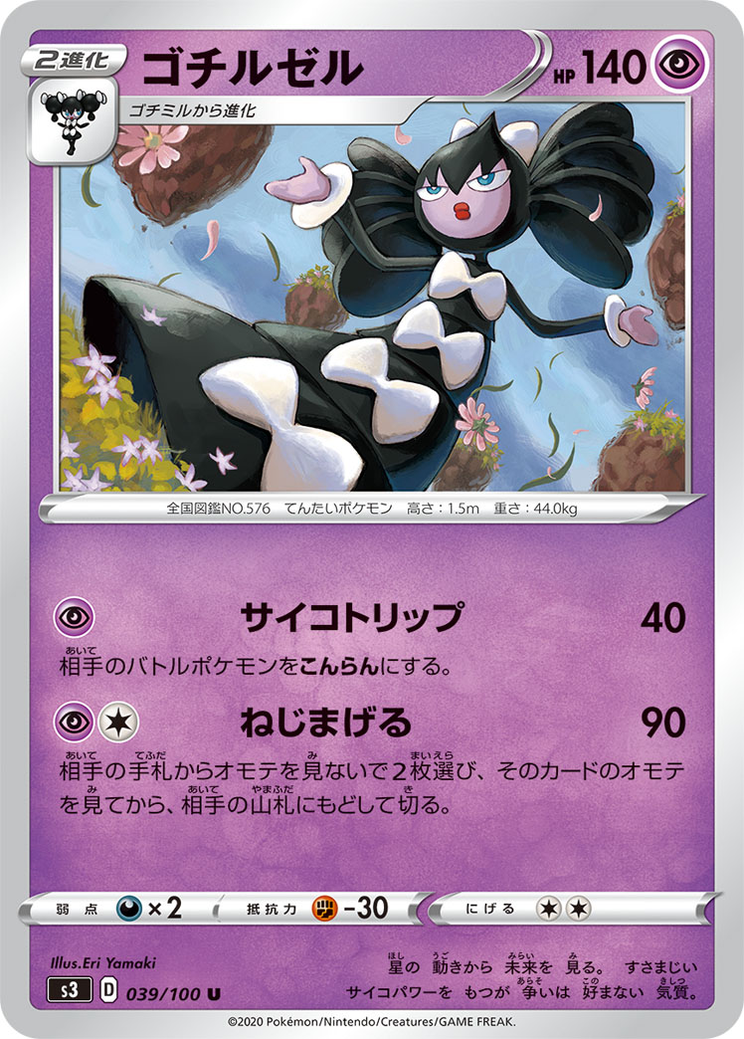 2進化
ゴチルゼル
HP 140
ゴチミルから進化
全国図鑑NO.576 てんたいポケモン 高さ：1.5m 重さ：44.0kg
サイコトリップ 40
相手のバトルポケモンをこんらんにする。
ねじまげる 90
相手の手札からオモテを見ないで2枚選び、そのカードのオモテ
を見てから、相手の山札にもどして切る。
弱点 ×2 抵抗力 -30 にげる
Illus.Eri Yamaki
s3 D 039/100 U
星の 動きから 未来を 見る。 すさまじい
サイコパワーを もつが 争いは 好まない 気質。
©2020 Pokémon/Nintendo/Creatures/GAME FREAK.